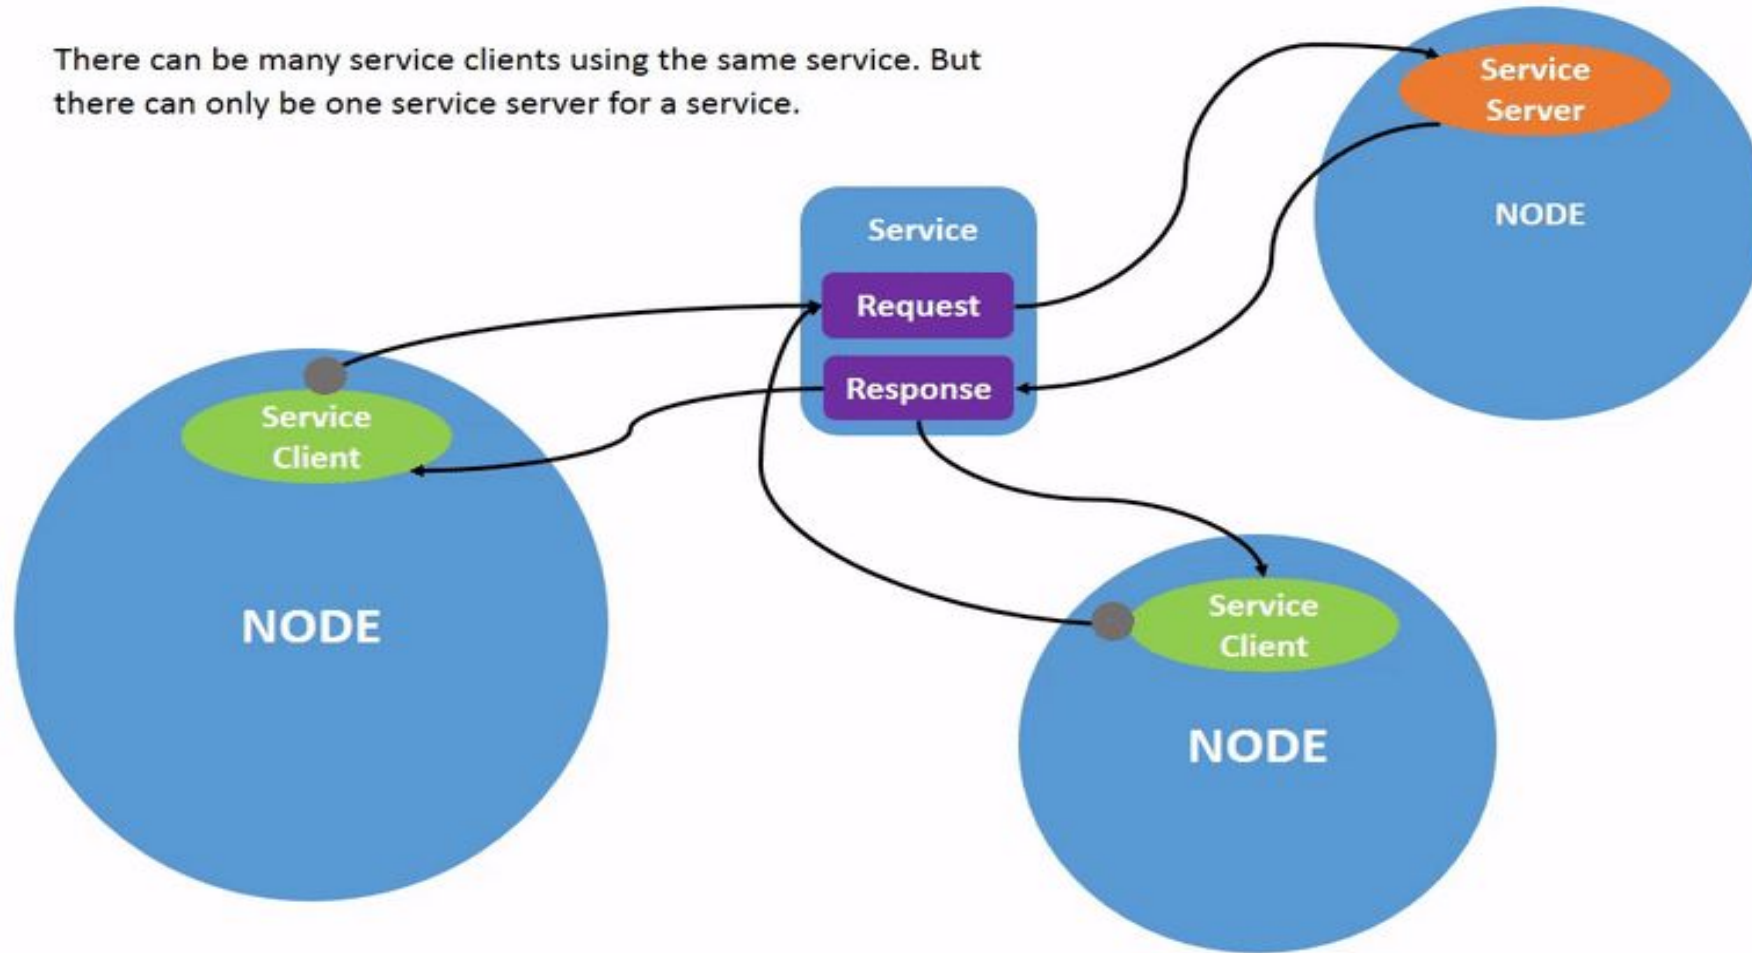 There can be many service clients using the same service. But
there can only be one service server for a service.
Service
Server
NODE
Service
Request
Response
Service
Client
NODE
Service
Client
NODE